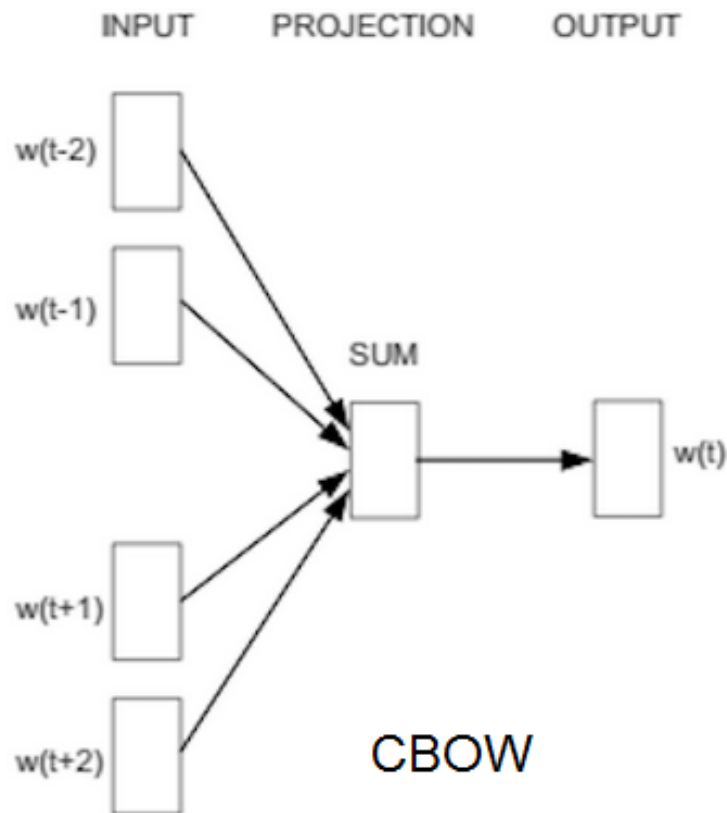 INPUT PROJECTION OUTPUT
w(t-2)
w(t-1)
SUM
w(t)
w(t+1)
w(t+2)
CBOW